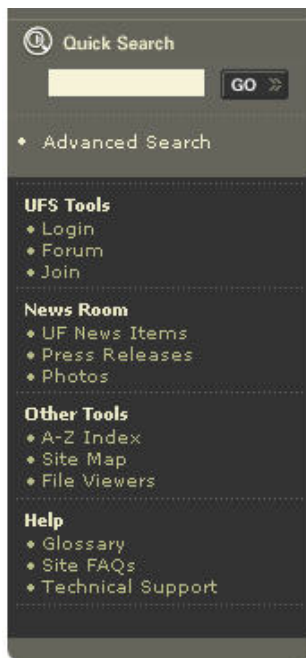 Quick Search
GO
Advanced Search
UFS Tools
Login
Forum
Join
News Room
UF News Items
Press Releases
Photos
Other Tools
A-Z Index
Site Map
File Viewers
Help
Glossary
Site FAQs
Technical Support